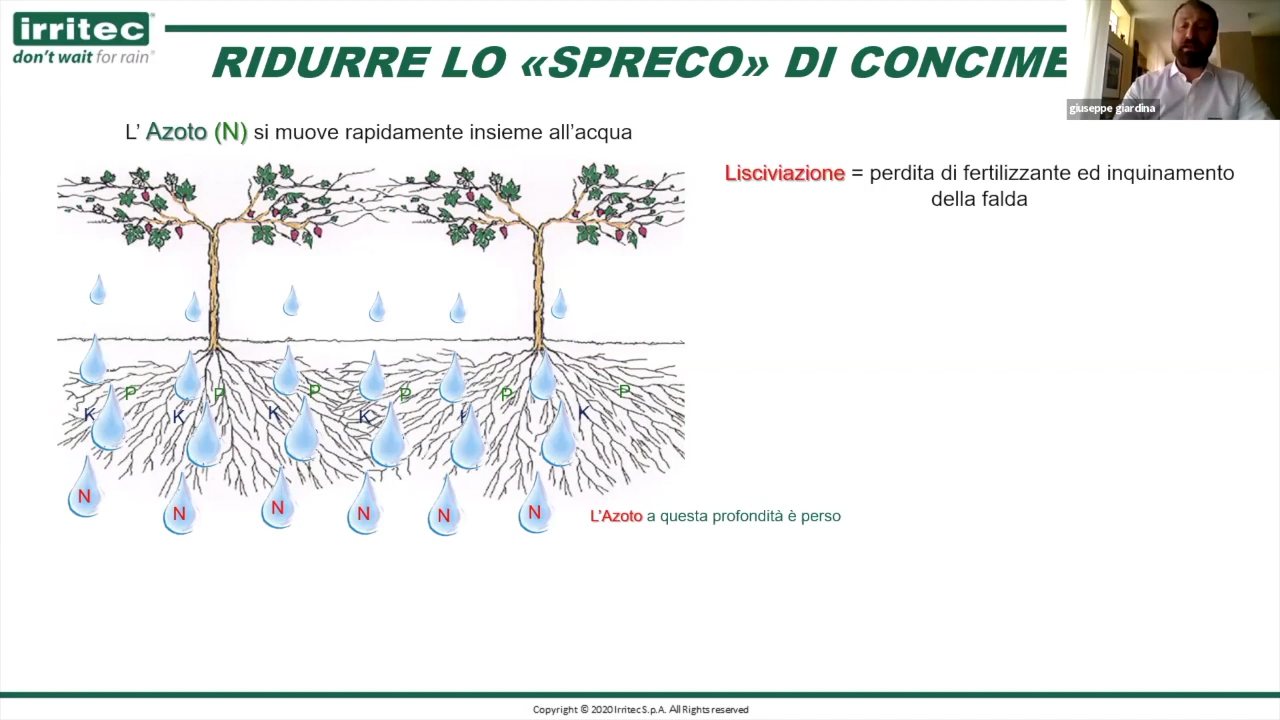 irritec
don't wait for rain®
RIDURRE LO «SPRECO» DI CONCIME
giuseppe giardina
L' Azoto (N) si muove rapidamente insieme all'acqua
Lisciviazione = perdita di fertilizzante ed inquinamento
della falda
P P P P P P
K K K K K
N N N N N N
L'Azoto a questa profondità è perso
Copyright © 2020 Irritec S.p.A. All Rights reserved